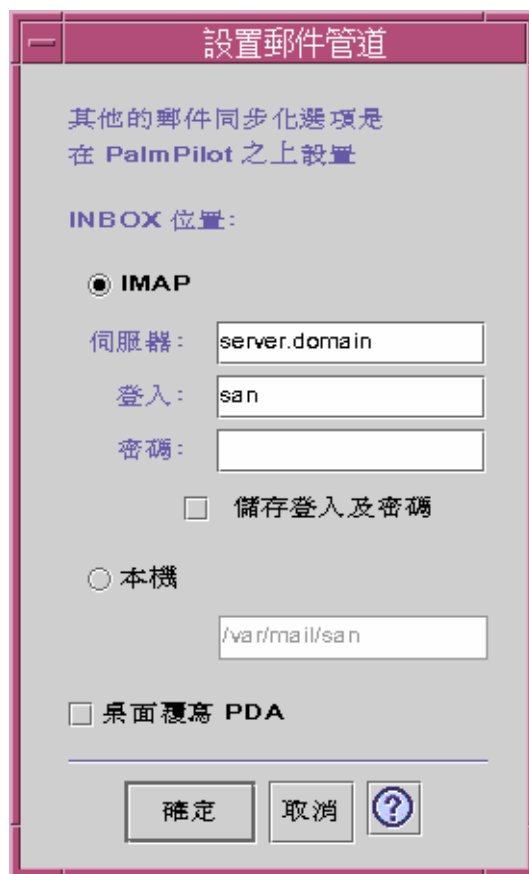 設置郵件管道
其他的郵件同步化選項是
在 PalmPilot 之上設置
INBOX 位置:
IMAP
伺服器: server.domain
登入: san
密碼:
儲存登入及密碼
本機
/var/mail/san
桌面覆寫 PDA
確定 取消 ?